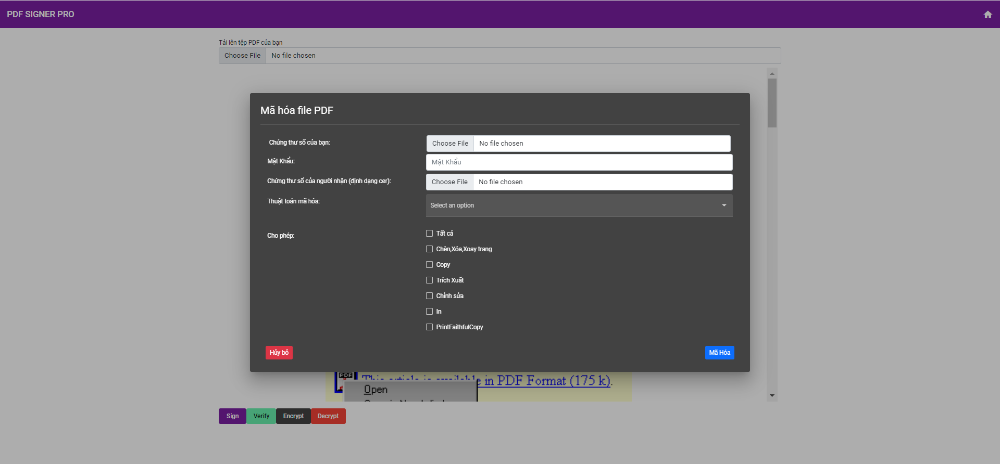 PDF SIGNER PRO
Tải lên tệp PDF của bạn
Choose File No file chosen
Mã hóa file PDF
Chứng thư số của bạn: Choose File No file chosen
Mật Khẩu: Mật Khẩu
Chứng thư số của người nhận (định dạng cer): Choose File No file chosen
Thuật toán mã hóa: Select an option
Cho phép: Tất cả
Chèn,Xóa,Xoay trang
Copy
Trích Xuất
Chỉnh sửa
In
PrintFaithfulCopy
Hủy bỏ Mã Hóa
PDF This article is available in PDF Format (175 k).
Open
Sign Verify Encrypt Decrypt